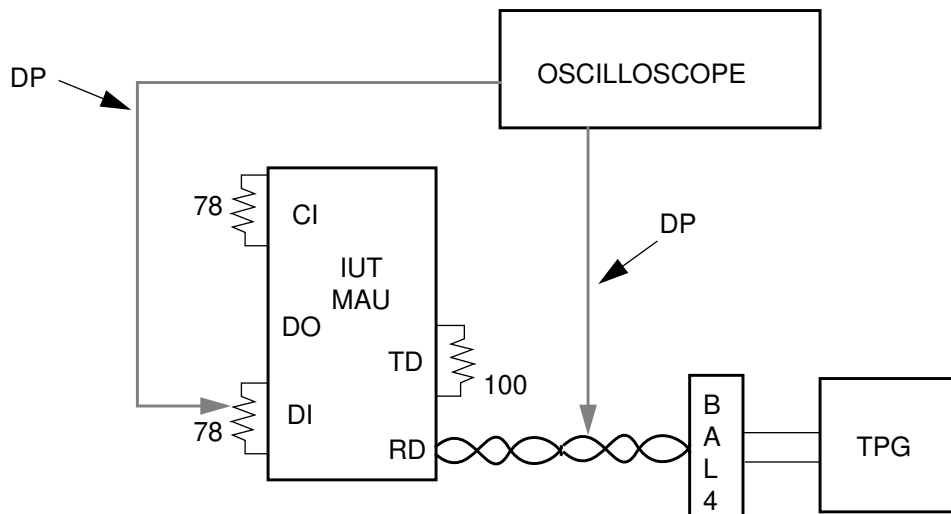 OSCILLOSCOPE
DP
78
CI
DP
IUT
MAU
DO
TD
100
78
DI
RD
B
A
L
4
TPG